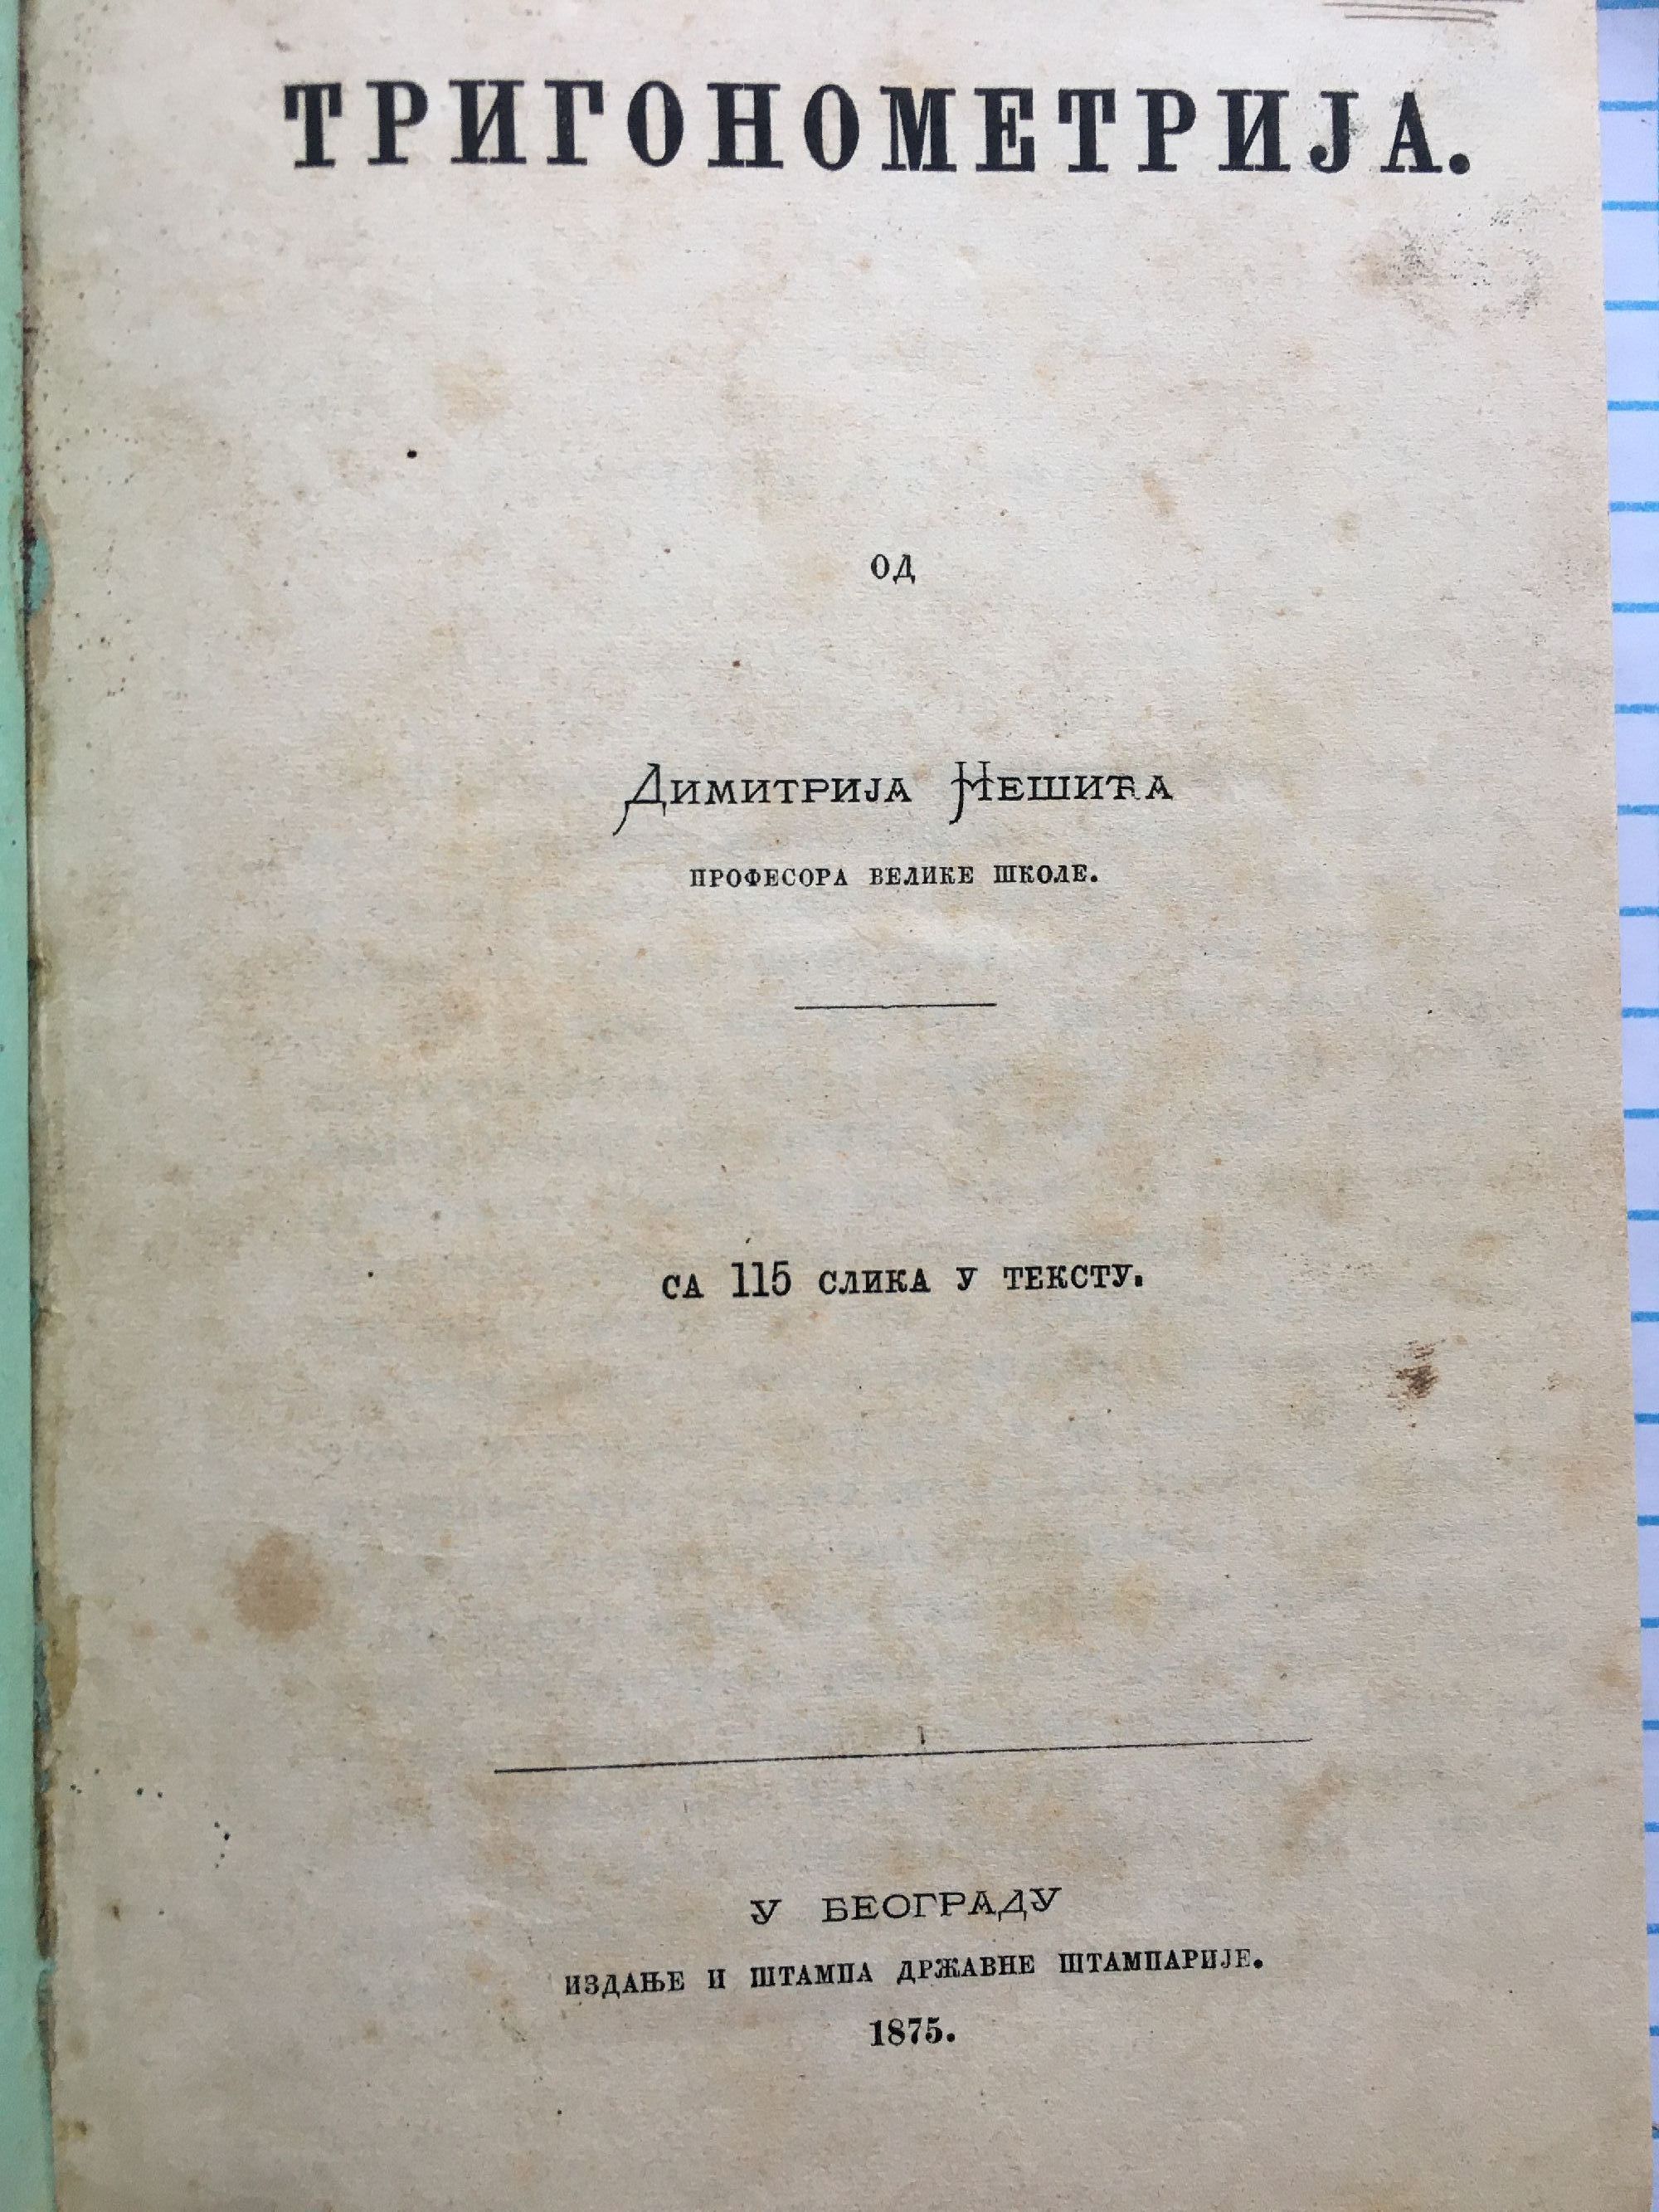 ТРИГОНОМЕТРИЈА.
ОД
ДИМИТРИЈА НЕШИЋА
ПРОФЕСОРА ВЕЛИКЕ ШКОЛЕ.
СА 115 СЛИКА У ТЕКСТУ.
У БЕОГРАДУ
ИЗДАЊЕ И ШТАМПА ДРЖАВНЕ ШТАМПАРИЈЕ.
1875.